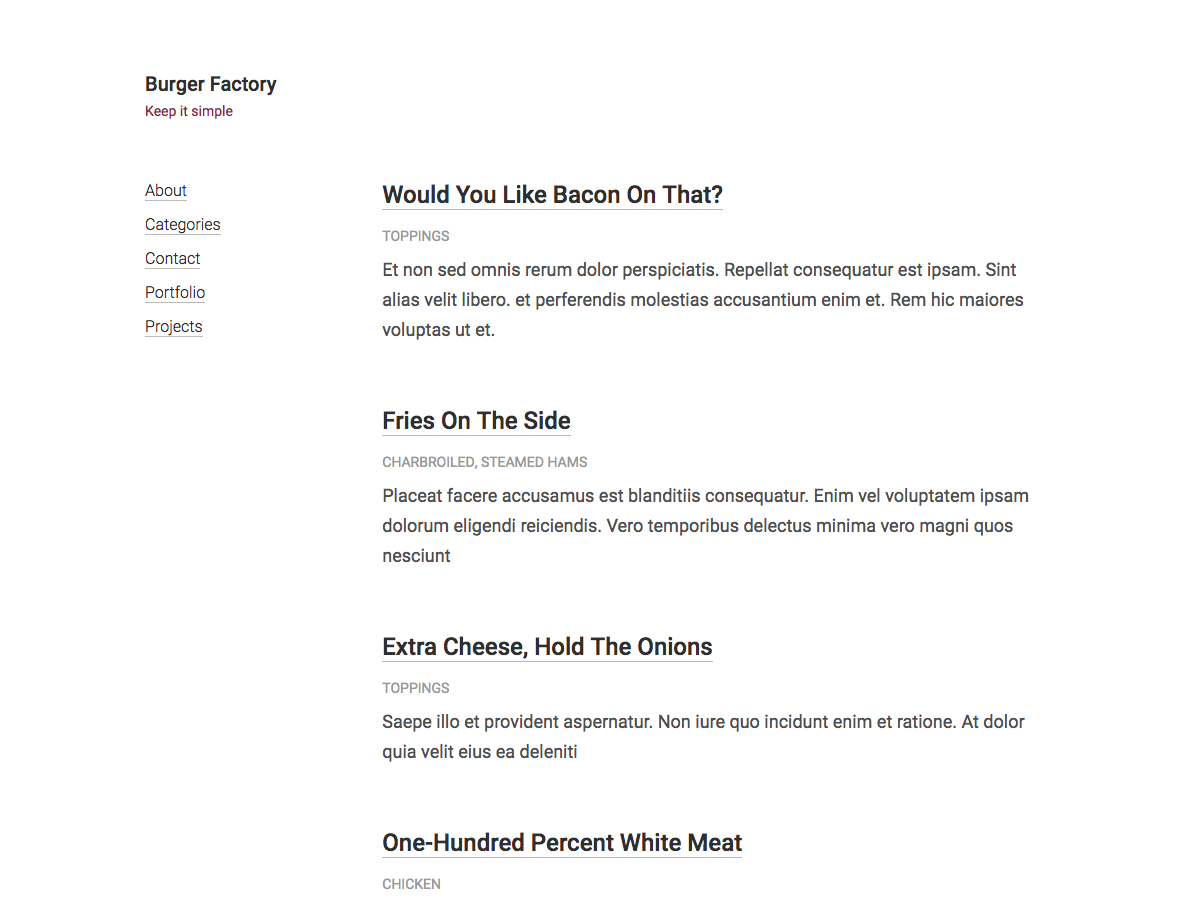 Burger Factory
Keep it simple
About
Categories
Contact
Portfolio
Projects
Would You Like Bacon On That?
TOPPINGS
Et non sed omnis rerum dolor perspiciatis. Repellat consequatur est ipsam. Sint
alias velit libero. et perferendis molestias accusantium enim et. Rem hic maiores
voluptas ut et.
Fries On The Side
CHARBROILED, STEAMED HAMS
Placeat facere accusamus est blanditiis consequatur. Enim vel voluptatem ipsam
dolorum eligendi reiciendis. Vero temporibus delectus minima vero magni quos
nesciunt
Extra Cheese, Hold The Onions
TOPPINGS
Saepe illo et provident aspernatur. Non iure quo incidunt enim et ratione. At dolor
quia velit eius ea deleniti
One-Hundred Percent White Meat
CHICKEN